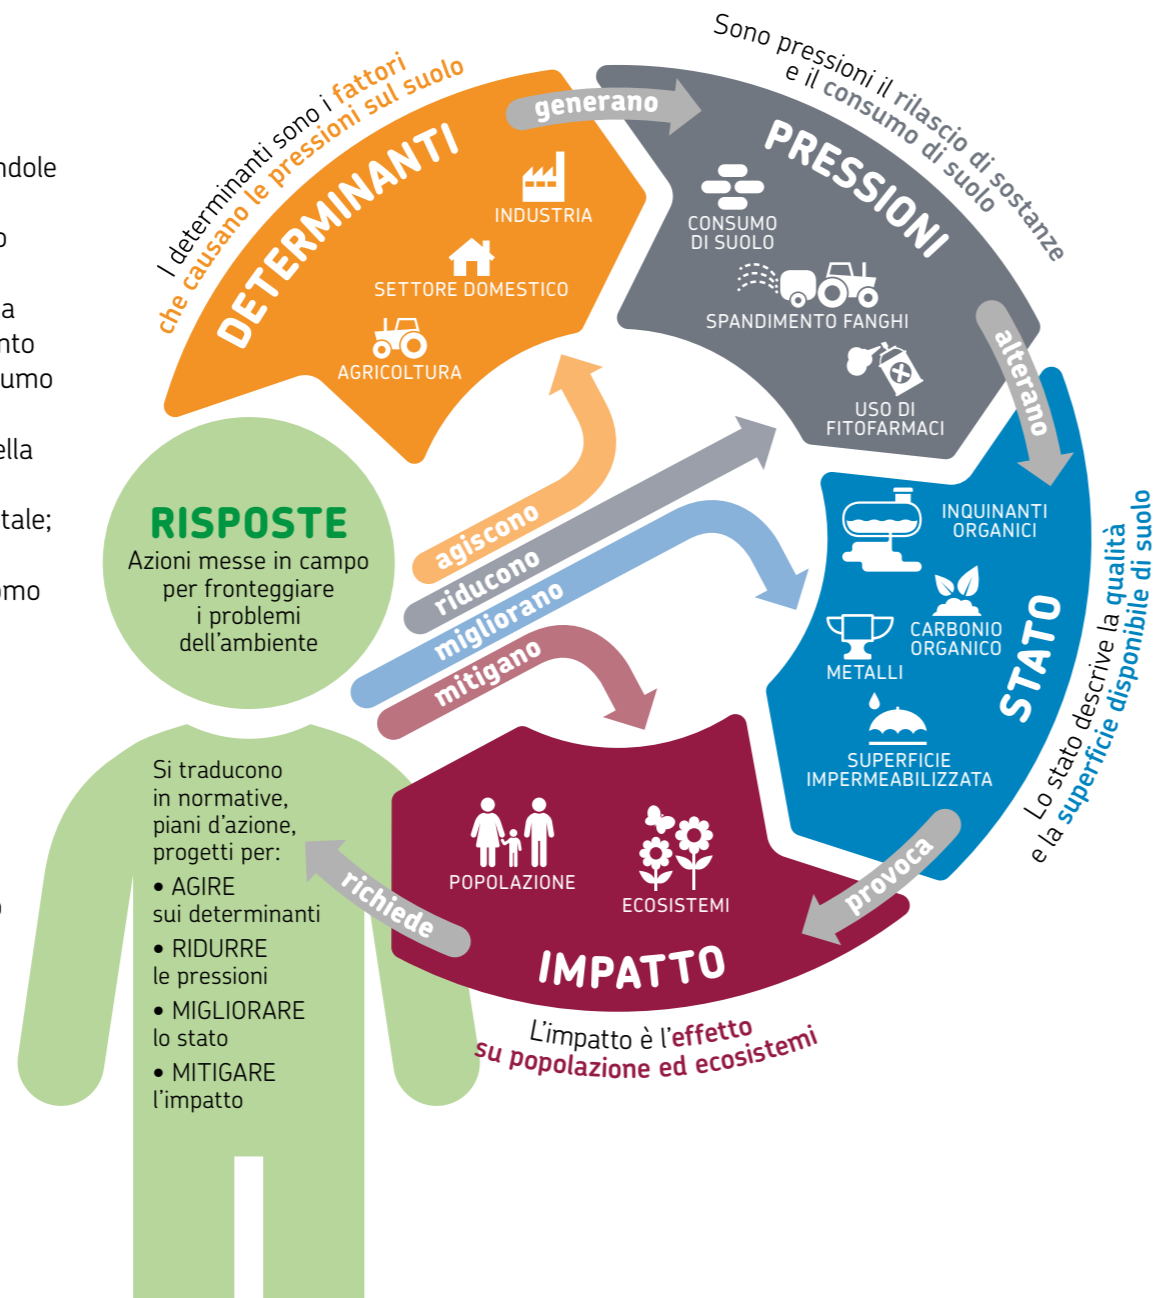 ndole
o
a
nto
umo
ella
tale;
omo
o
I determinanti sono i fattori
che causano le pressioni sul suolo
DETERMINANTI
INDUSTRIA
SETTORE DOMESTICO
AGRICOLTURA
generano
Sono pressioni il rilascio di sostanze
e il consumo di suolo
PRESSIONI
CONSUMO
DI SUOLO
SPANDIMENTO FANGHI
USO DI
FITOFARMACI
alterano
INQUINANTI
ORGANICI
CARBONIO
ORGANICO
METALLI
SUPERFICIE
IMPERMEABILIZZATA
STATO
Lo stato descrive la qualità
e la superficie disponibile di suolo
provoca
POPOLAZIONE
ECOSISTEMI
IMPATTO
L'impatto è l'effetto
su popolazione ed ecosistemi
richiede
RISPOSTE
Azioni messe in campo
per fronteggiare
i problemi
dell'ambiente
agiscono
riducono
migliorano
mitigano
Si traducono
in normative,
piani d'azione,
progetti per:
• AGIRE
sui determinanti
• RIDURRE
le pressioni
• MIGLIORARE
lo stato
• MITIGARE
l'impatto